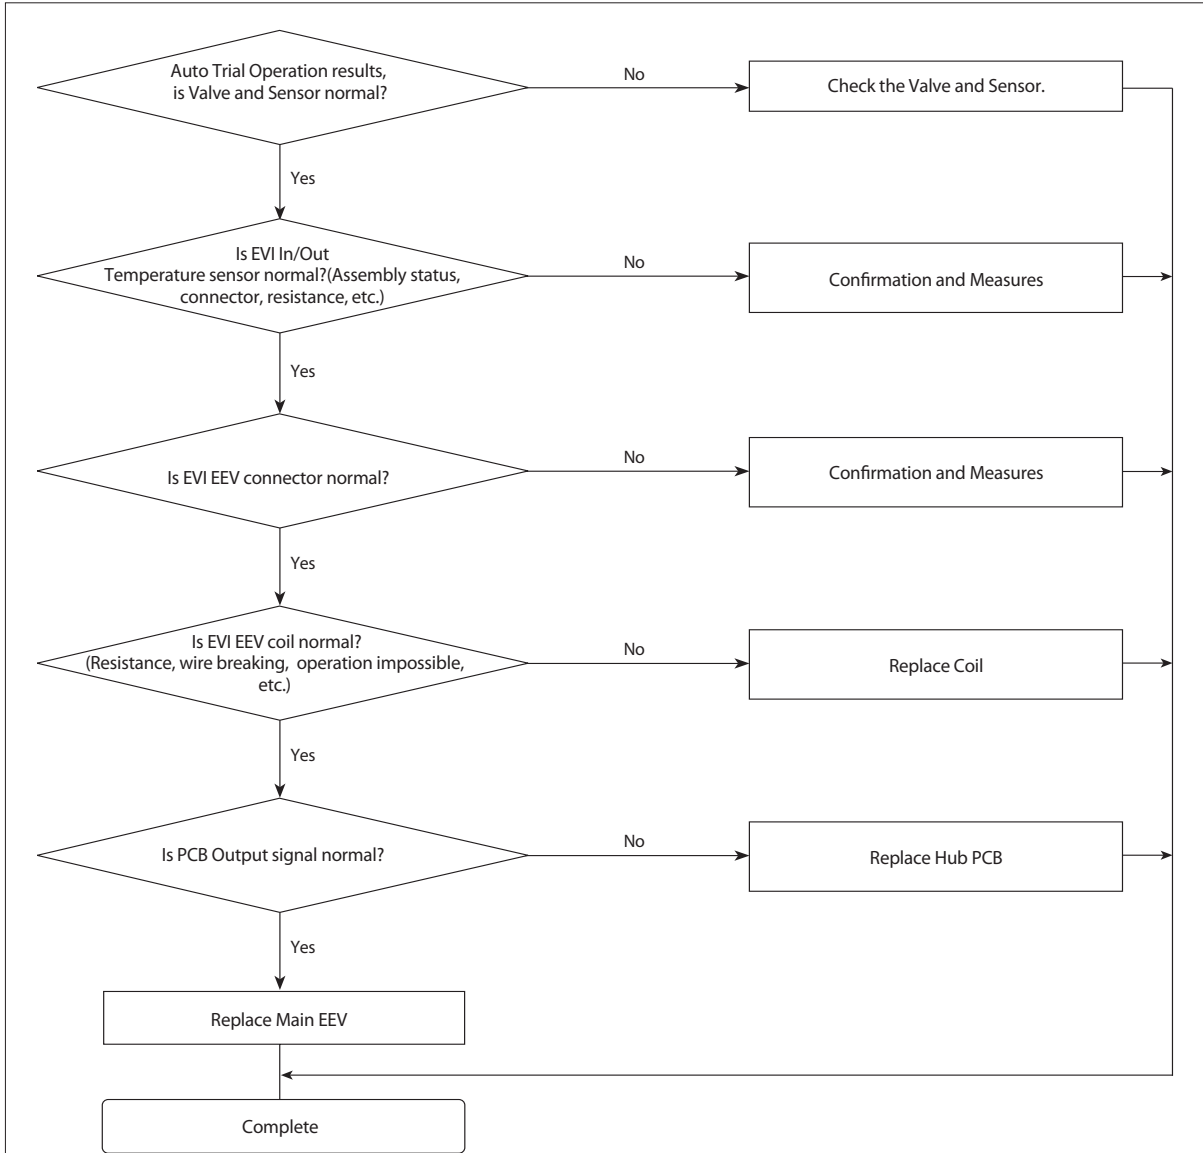 Auto Trial Operation results,
is Valve and Sensor normal?
No
Check the Valve and Sensor.
Yes
Is EVI In/Out
Temperature sensor normal?(Assembly status,
connector, resistance, etc.)
No
Confirmation and Measures
Yes
Is EVI EEV connector normal?
No
Confirmation and Measures
Yes
Is EVI EEV coil normal?
(Resistance, wire breaking, operation impossible,
etc.)
No
Replace Coil
Yes
Is PCB Output signal normal?
No
Replace Hub PCB
Yes
Replace Main EEV
Complete